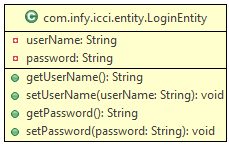 C com.infy.icci.entity.LoginEntity
userName: String
password: String
getUserName(): String
setUserName(userName: String): void
getPassword(): String
setPassword(password: String): void